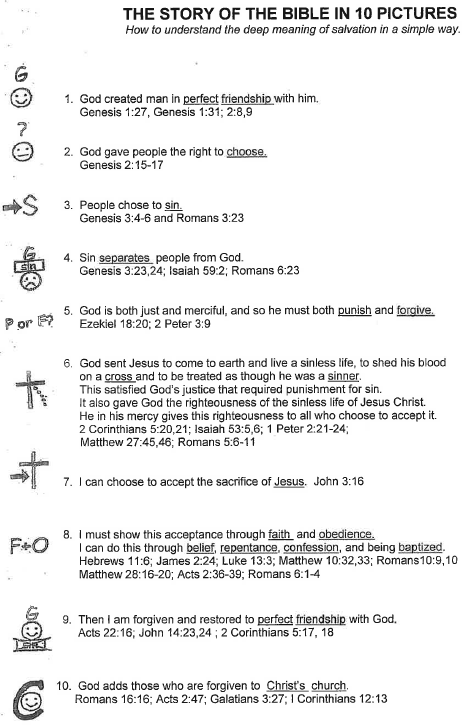 THE STORY OF THE BIBLE IN 10 PICTURES
How to understand the deep meaning of salvation in a simple way.
G
1. God created man in perfect friendship with him.
Genesis 1:27, Genesis 1:31; 2:8,9
?
2. God gave people the right to choose.
Genesis 2:15-17
S
3. People chose to sin.
Genesis 3:4-6 and Romans 3:23
G
sin
4. Sin separates people from God.
Genesis 3:23,24; Isaiah 59:2; Romans 6:23
P or F?
5. God is both just and merciful, and so he must both punish and forgive.
Ezekiel 18:20; 2 Peter 3:9
6. God sent Jesus to come to earth and live a sinless life, to shed his blood
on a cross and to be treated as though he was a sinner.
This satisfied God's justice that required punishment for sin.
It also gave God the righteousness of the sinless life of Jesus Christ.
He in his mercy gives this righteousness to all who choose to accept it.
2 Corinthians 5:20,21; Isaiah 53:5,6; 1 Peter 2:21-24;
Matthew 27:45,46; Romans 5:6-11
7. I can choose to accept the sacrifice of Jesus. John 3:16
F+O
8. I must show this acceptance through faith and obedience.
I can do this through belief, repentance, confession, and being baptized.
Hebrews 11:6; James 2:24; Luke 13:3; Matthew 10:32,33; Romans10:9,10
Matthew 28:16-20; Acts 2:36-39; Romans 6:1-4
G
9. Then I am forgiven and restored to perfect friendship with God.
Acts 22:16; John 14:23,24 ; 2 Corinthians 5:17, 18
C
10. God adds those who are forgiven to Christ's church.
Romans 16:16; Acts 2:47; Galatians 3:27; I Corinthians 12:13